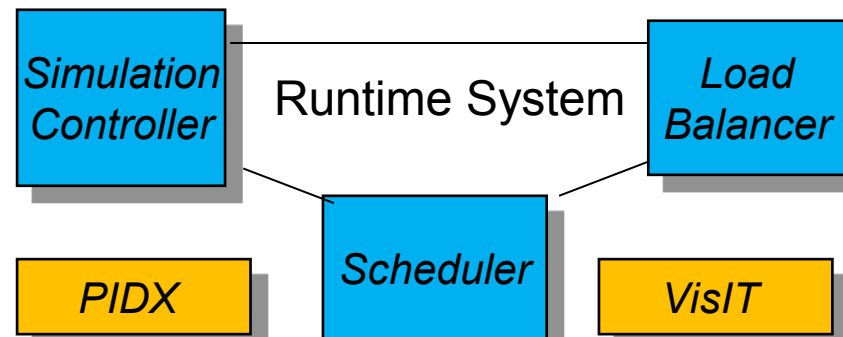 Simulation
Controller
Runtime System
Load
Balancer
Scheduler
PIDX
VisIT